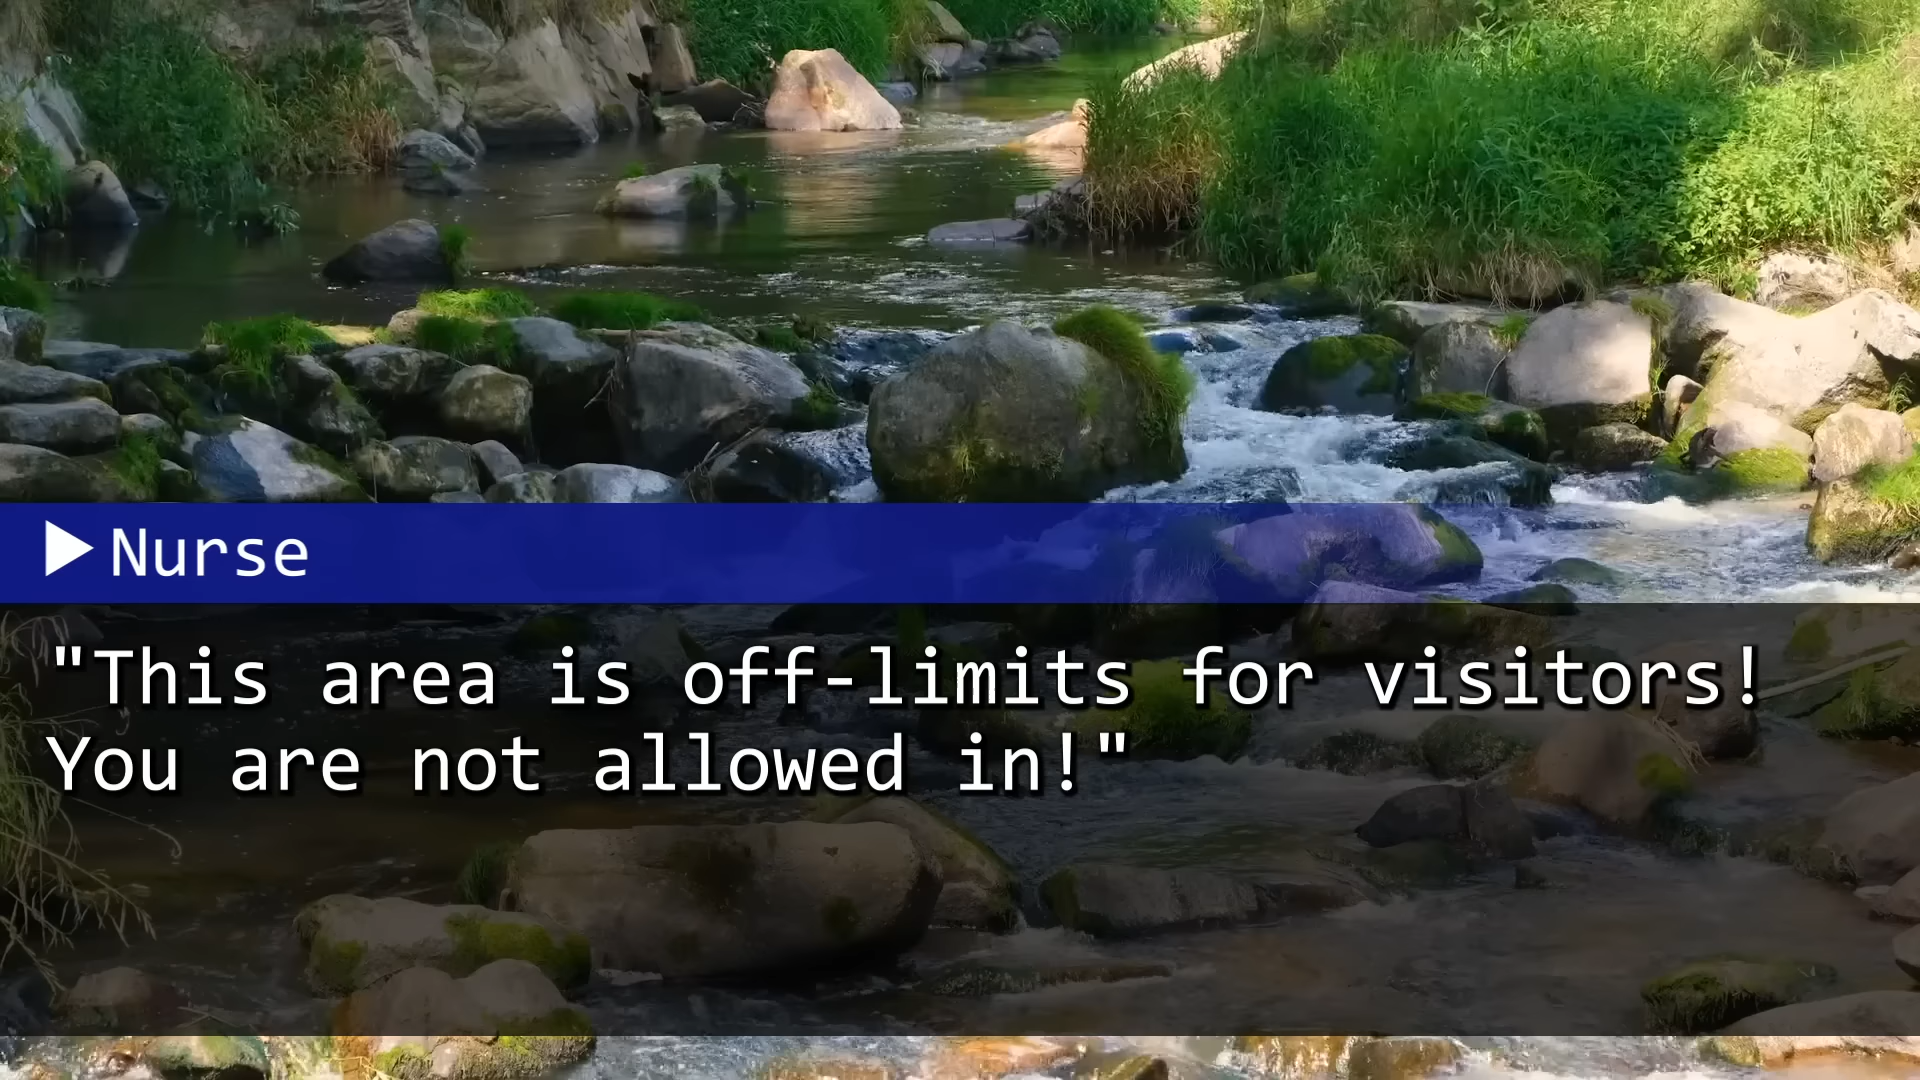 Nurse
"This area is off-limits for visitors!
You are not allowed in!"